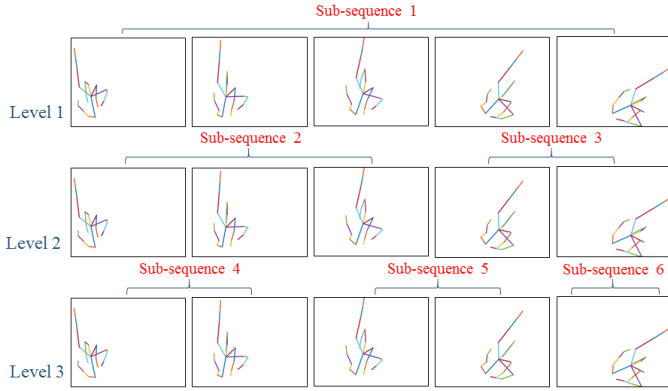 Sub-sequence 1
Level 1
Sub-sequence 2
Sub-sequence 3
Level 2
Sub-sequence 4
Sub-sequence 5
Sub-sequence 6
Level 3